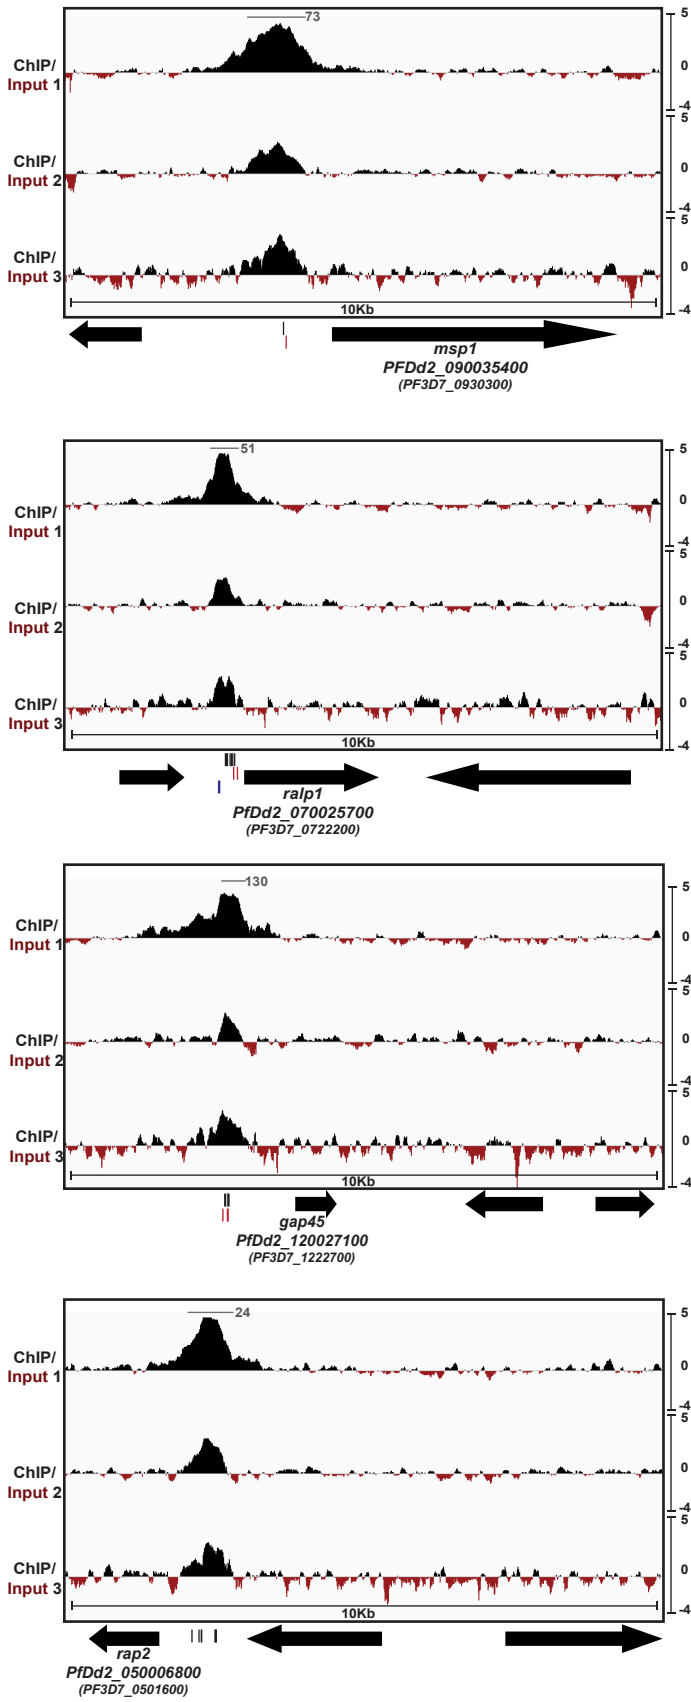 73
5
ChIP/
Input 1
0
-4
5
ChIP/
Input 2
0
-4
5
ChIP/
Input 3
0
-4
10Kb
msp1
PFDd2_090035400
(PF3D7_0930300)
51
5
ChIP/
Input 1
0
-4
5
ChIP/
Input 2
0
-4
5
ChIP/
Input 3
0
-4
10Kb
ralp1
PfDd2_070025700
(PF3D7_0722200)
130
5
ChIP/
Input 1
0
-4
5
ChIP/
Input 2
0
-4
5
ChIP/
Input 3
0
-4
10Kb
gap45
PfDd2_120027100
(PF3D7_1222700)
24
5
ChIP/
Input 1
0
-4
5
ChIP/
Input 2
0
-4
5
ChIP/
Input 3
0
-4
10Kb
rap2
PfDd2_050006800
(PF3D7_0501600)